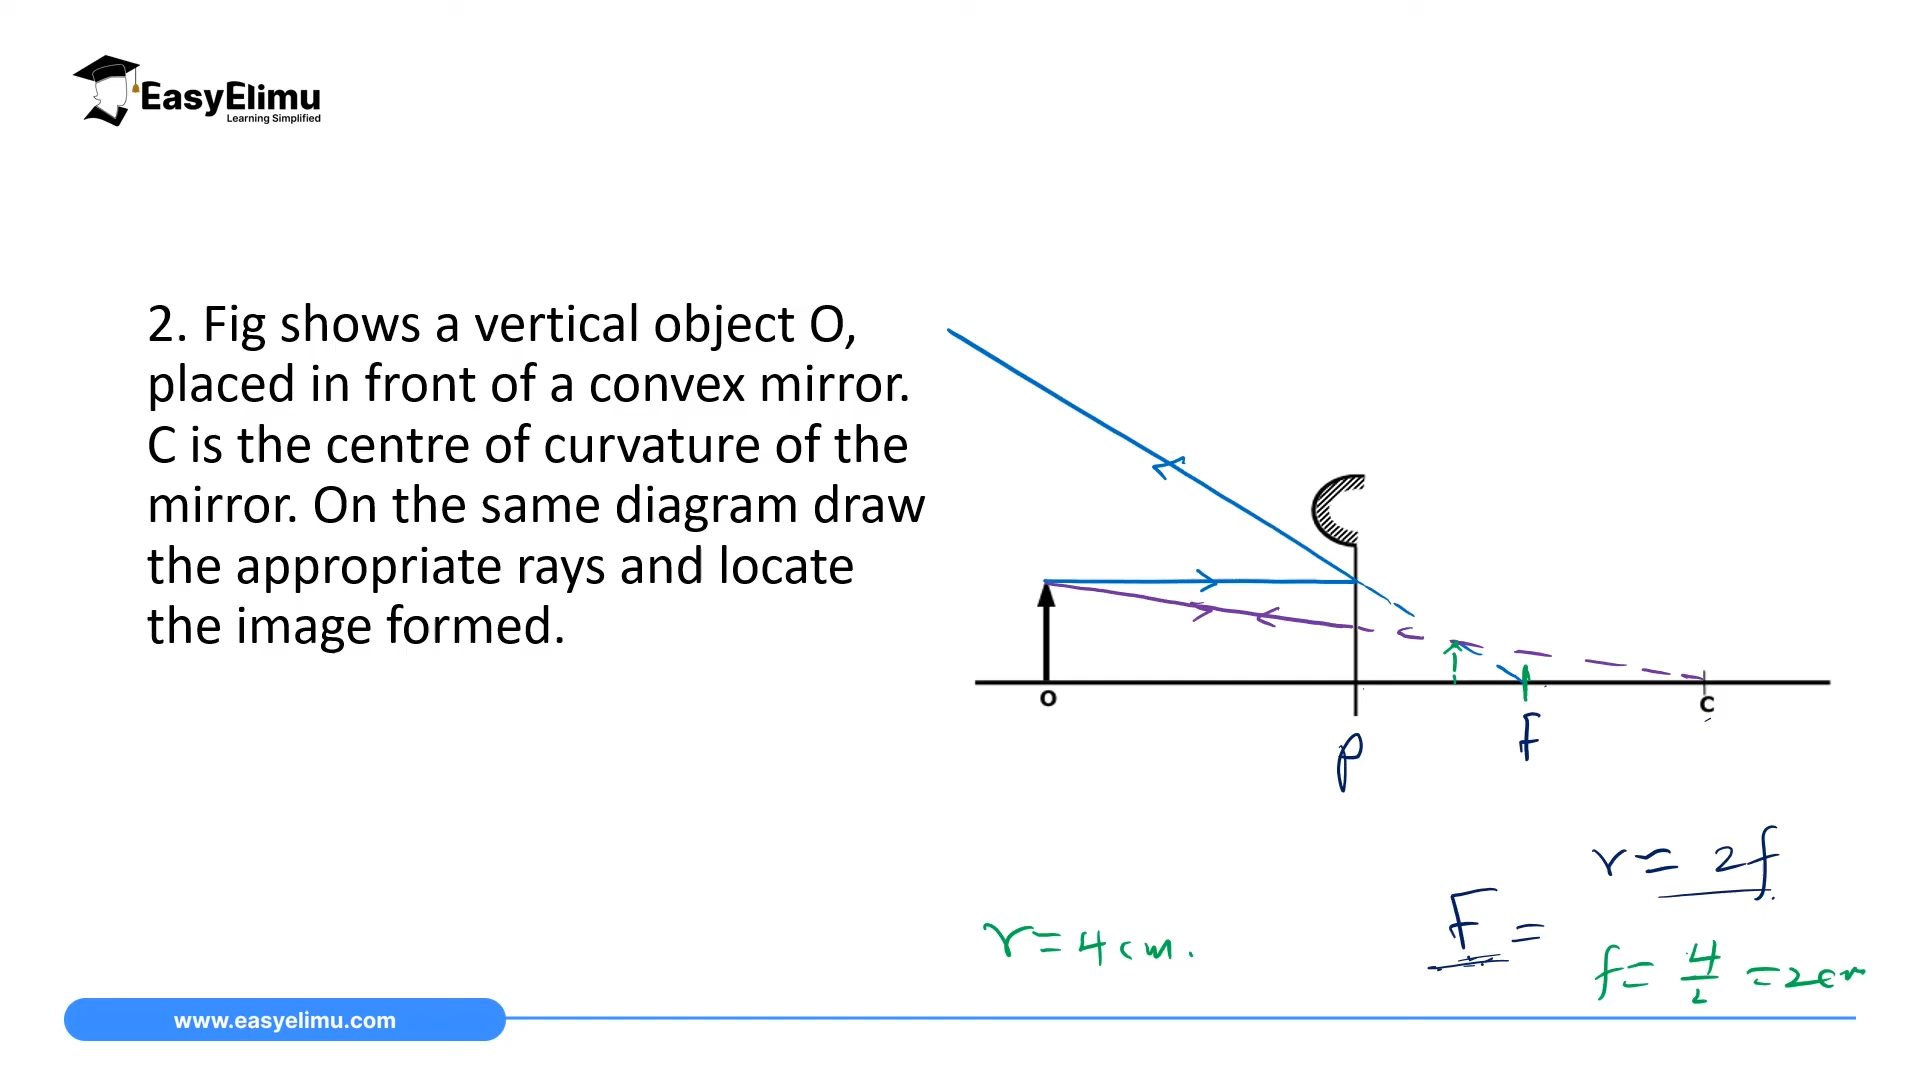 EasyElimu
Learning Simplified
2. Fig shows a vertical object O,
placed in front of a convex mirror.
C is the centre of curvature of the
mirror. On the same diagram draw
the appropriate rays and locate
the image formed.
O
C
P
F
r = 2f
r = 4cm.
F =
f = 4/2 = 2cm
www.easyelimu.com